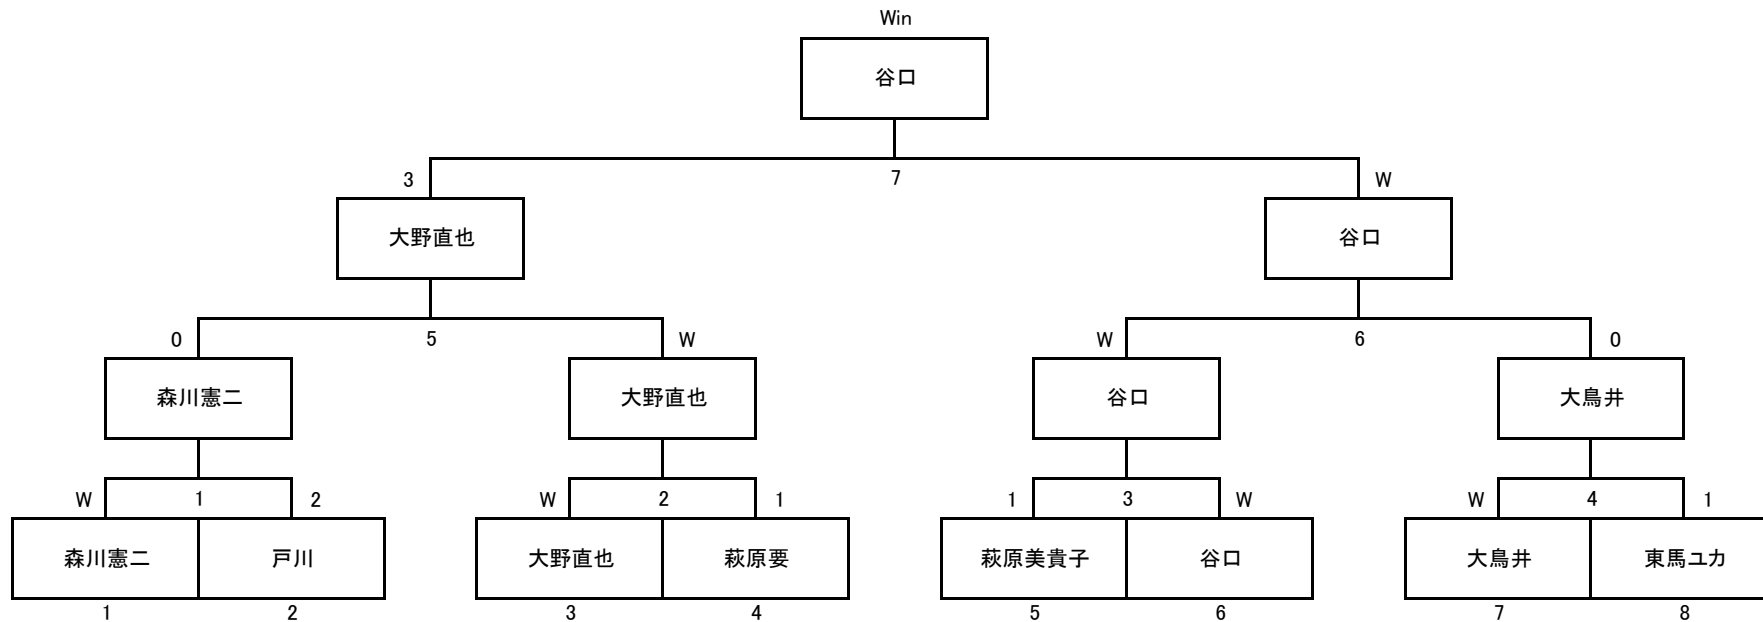 Win
谷口
3 7 W
大野直也 谷口
0 5 W W 6 0
森川憲二 大野直也 谷口 大鳥井
W 1 2 W 2 1 1 3 W W 4 1
森川憲二 戸川 大野直也 萩原要 萩原美貴子 谷口 大鳥井 東馬ユカ
1 2 3 4 5 6 7 8